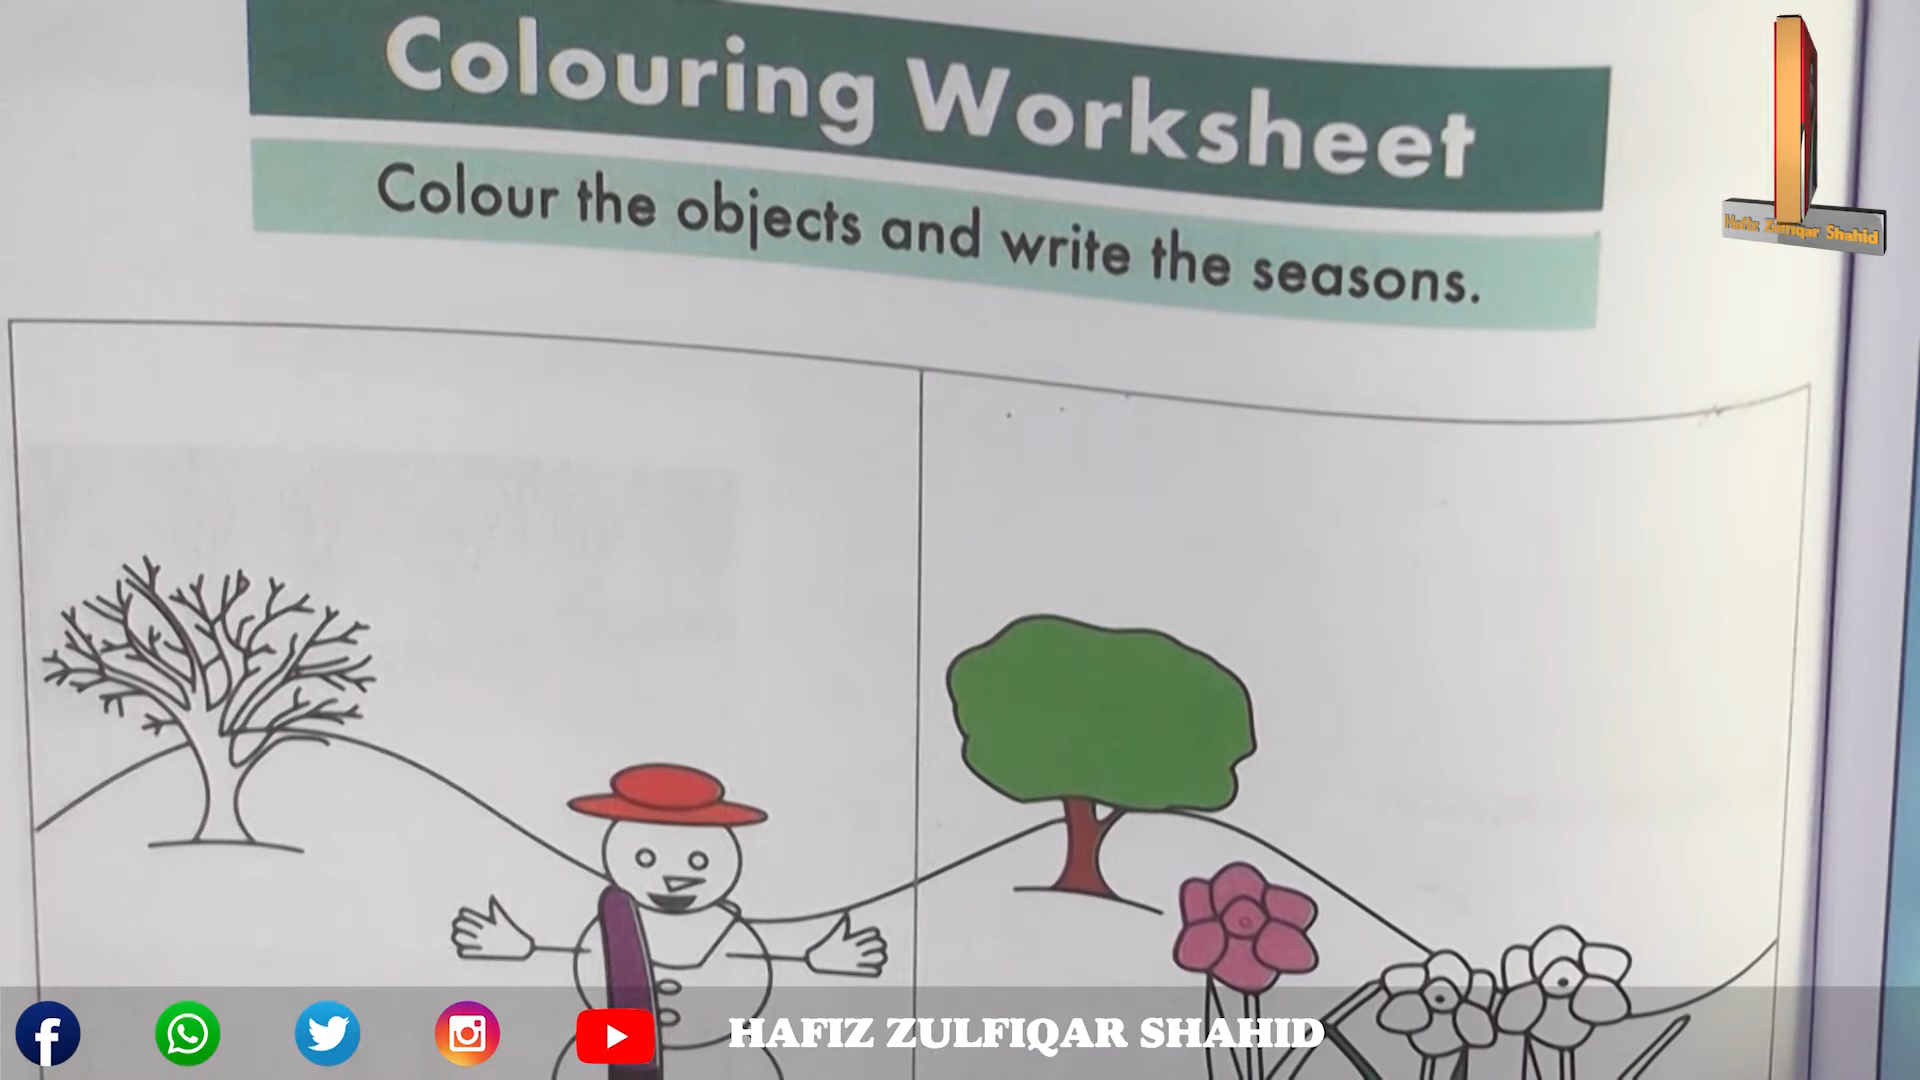 Colouring Worksheet
Colour the objects and write the seasons.
Hafiz Zulfiqar Shahid
HAFIZ ZULFIQAR SHAHID